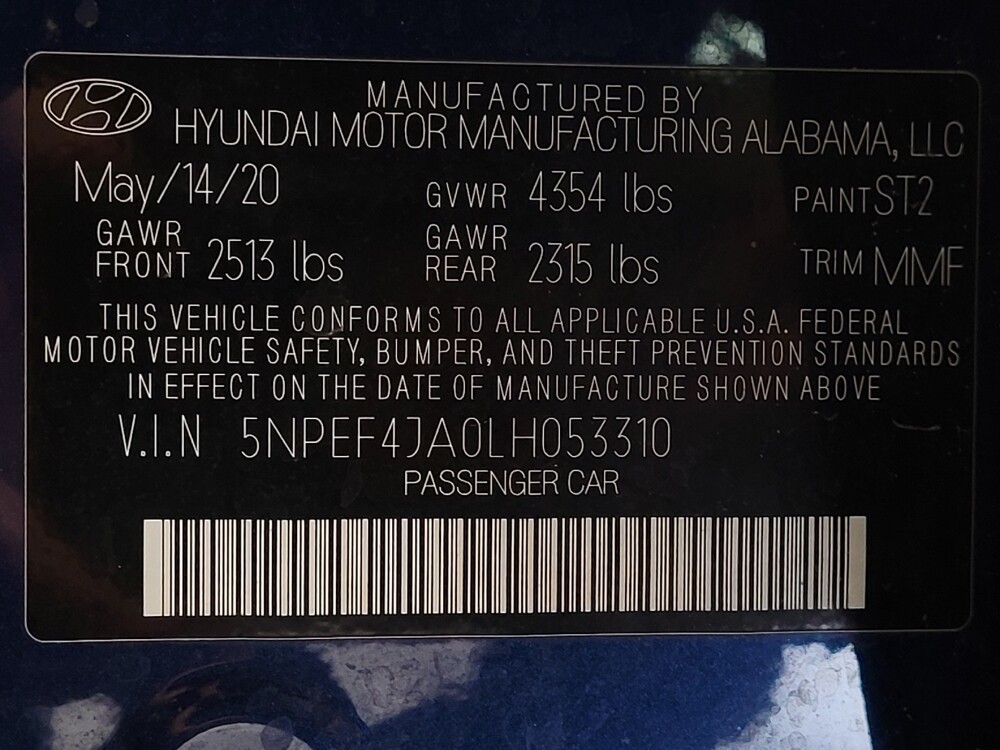 MANUFACTURED BY
HYUNDAI MOTOR MANUFACTURING ALABAMA, LLC
May/14/20 GVWR 4354 lbs PAINT ST2
GAWR FRONT 2513 lbs GAWR REAR 2315 lbs TRIM MMF
THIS VEHICLE CONFORMS TO ALL APPLICABLE U.S.A. FEDERAL
MOTOR VEHICLE SAFETY, BUMPER, AND THEFT PREVENTION STANDARDS
IN EFFECT ON THE DATE OF MANUFACTURE SHOWN ABOVE
V.I.N 5NPEF4JA0LH053310
PASSENGER CAR